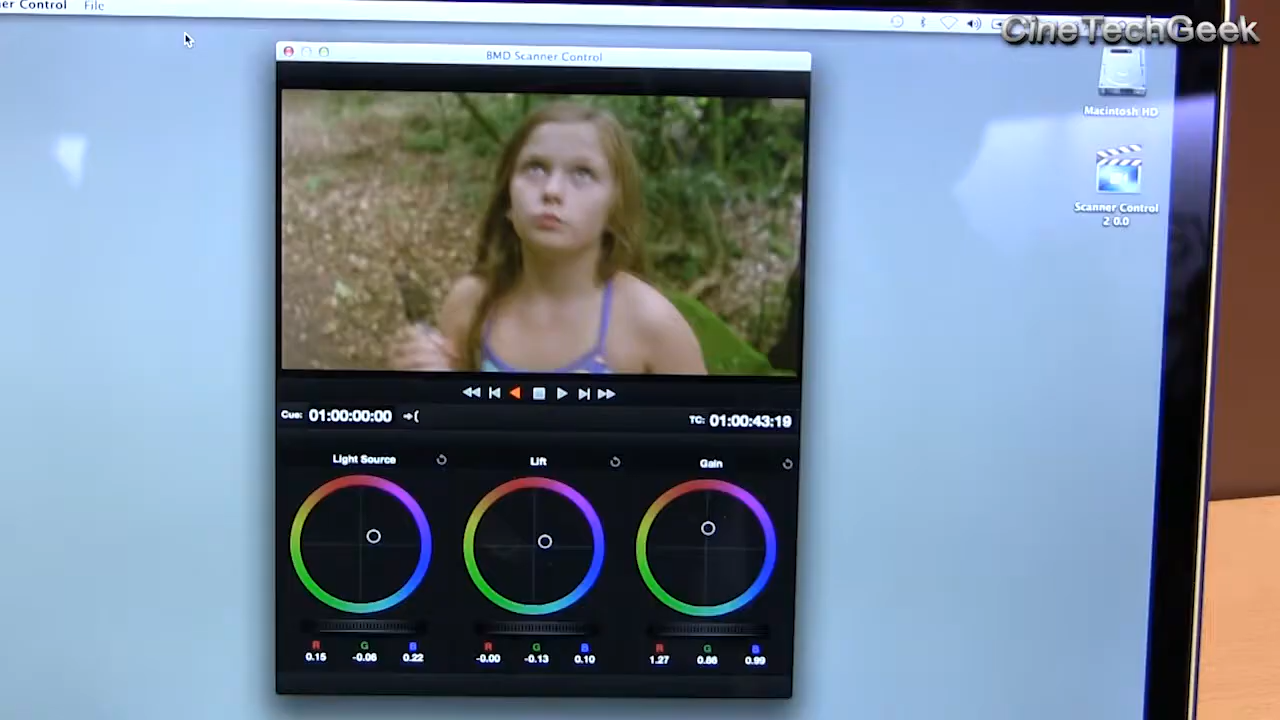 ner Control File
CineTechGeek
BMD Scanner Control
Macintosh HD
Scanner Control
2 0.0
Cue: 01:00:00:00
TC: 01:00:43:19
Light Source
Lift
Gain
R G B
0.15 -0.06 0.22
R G B
-0.00 -0.13 0.10
R G B
1.27 0.86 0.99